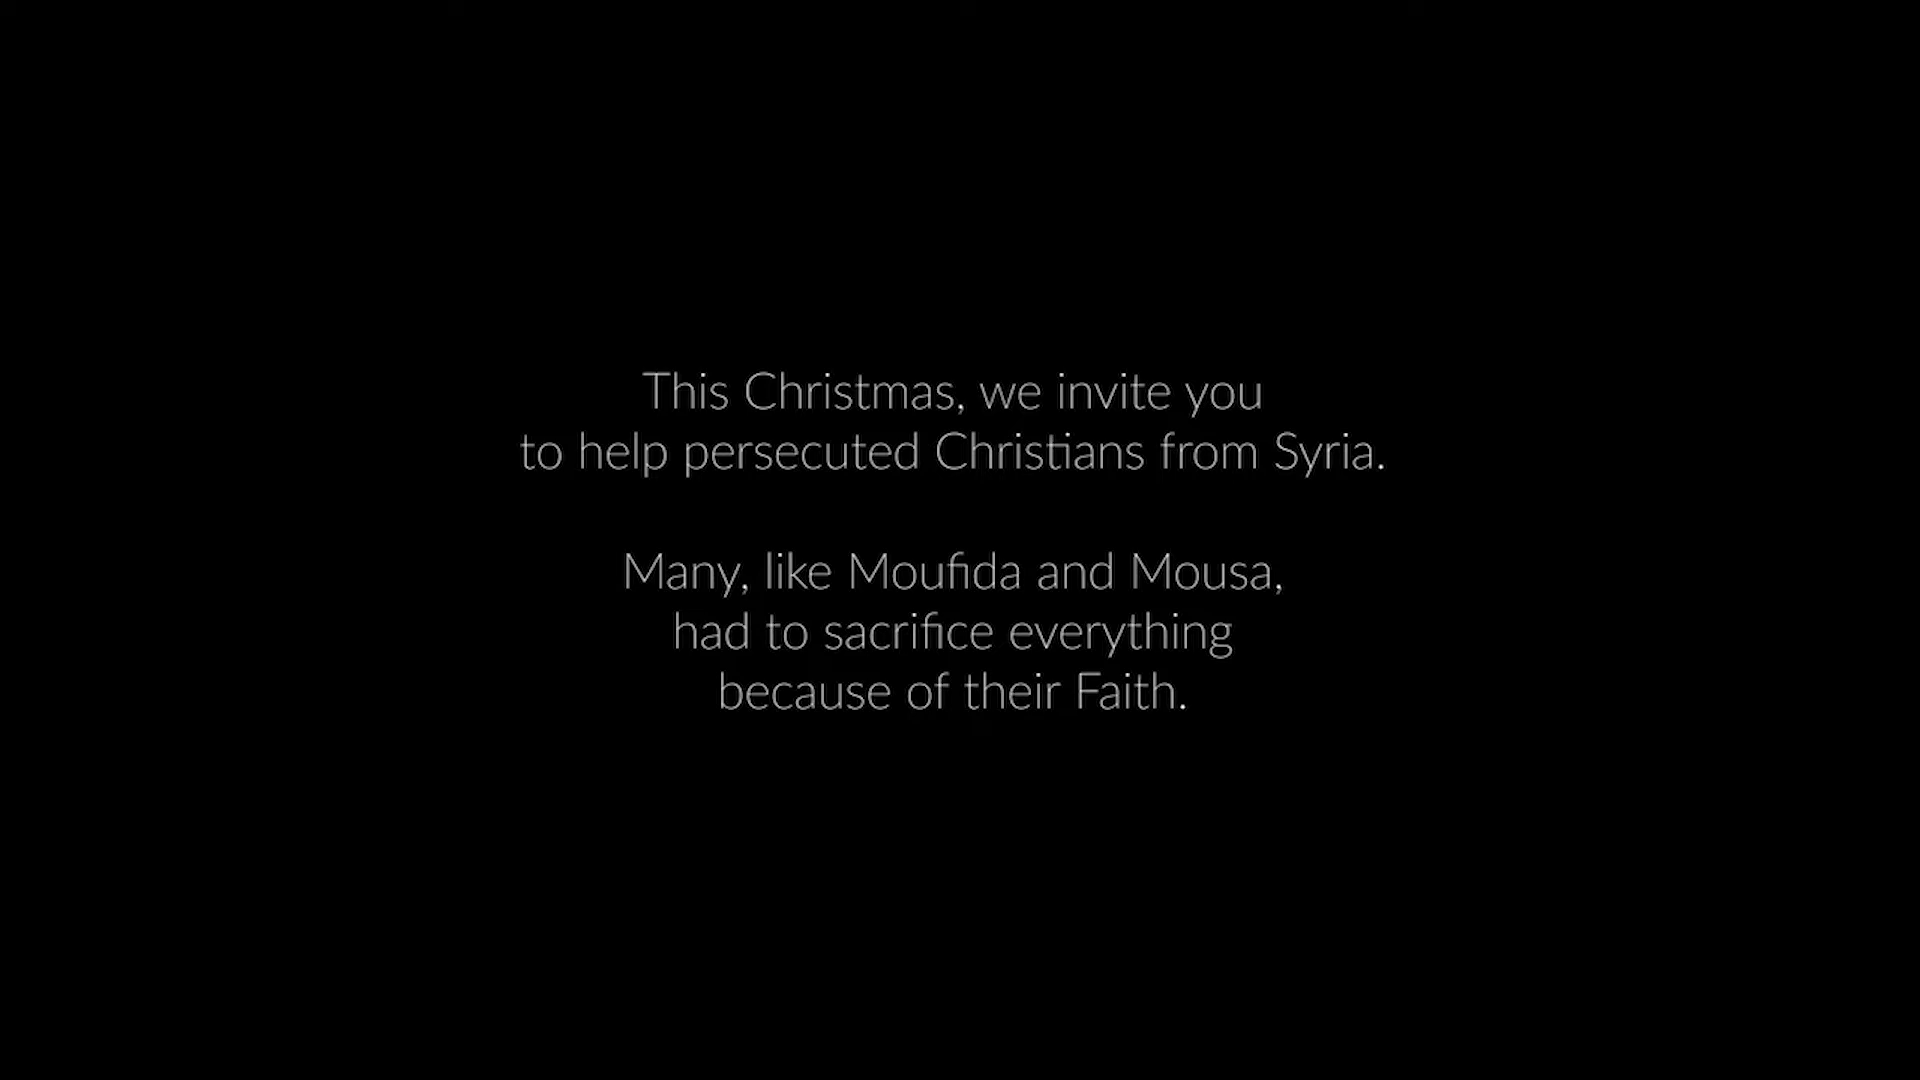 This Christmas, we invite you
to help persecuted Christians from Syria.
Many, like Moufida and Mousa,
had to sacrifice everything
because of their Faith.